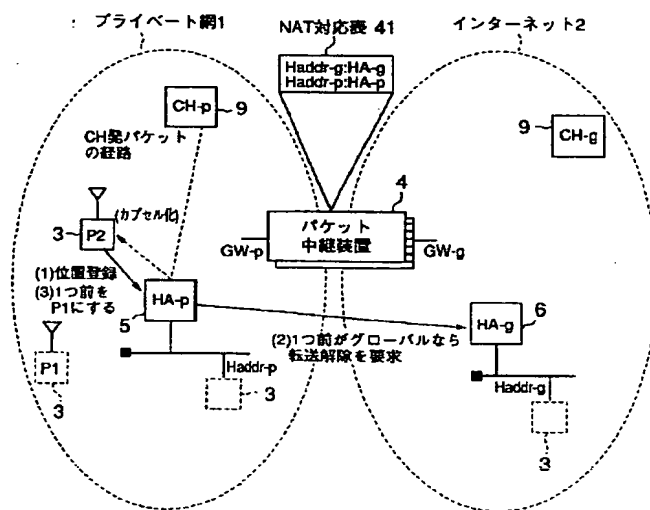 プライベート網1
NAT対応表 41
インターネット2
Haddr-g:HA-g
Haddr-p:HA-p
CH-p
9
CH発パケット
の経路
9
CH-g
4
パケット
中継装置
GW-p
GW-g
3
P2
(カプセル化)
(1)位置登録
(3)1つ前を
P1にする
HA-p
5
(2)1つ前がグローバルなら
転送解除を要求
HA-g
6
P1
3
Haddr-p
3
Haddr-g
3